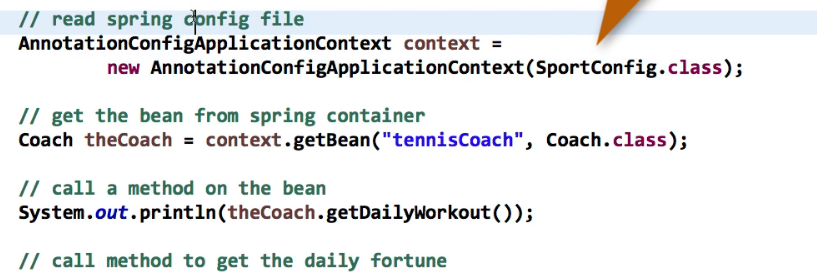 // read spring config file
AnnotationConfigApplicationContext context =
new AnnotationConfigApplicationContext(SportConfig.class);
// get the bean from spring container
Coach theCoach = context.getBean("tennisCoach", Coach.class);
// call a method on the bean
System.out.println(theCoach.getDailyWorkout());
// call method to get the daily fortune